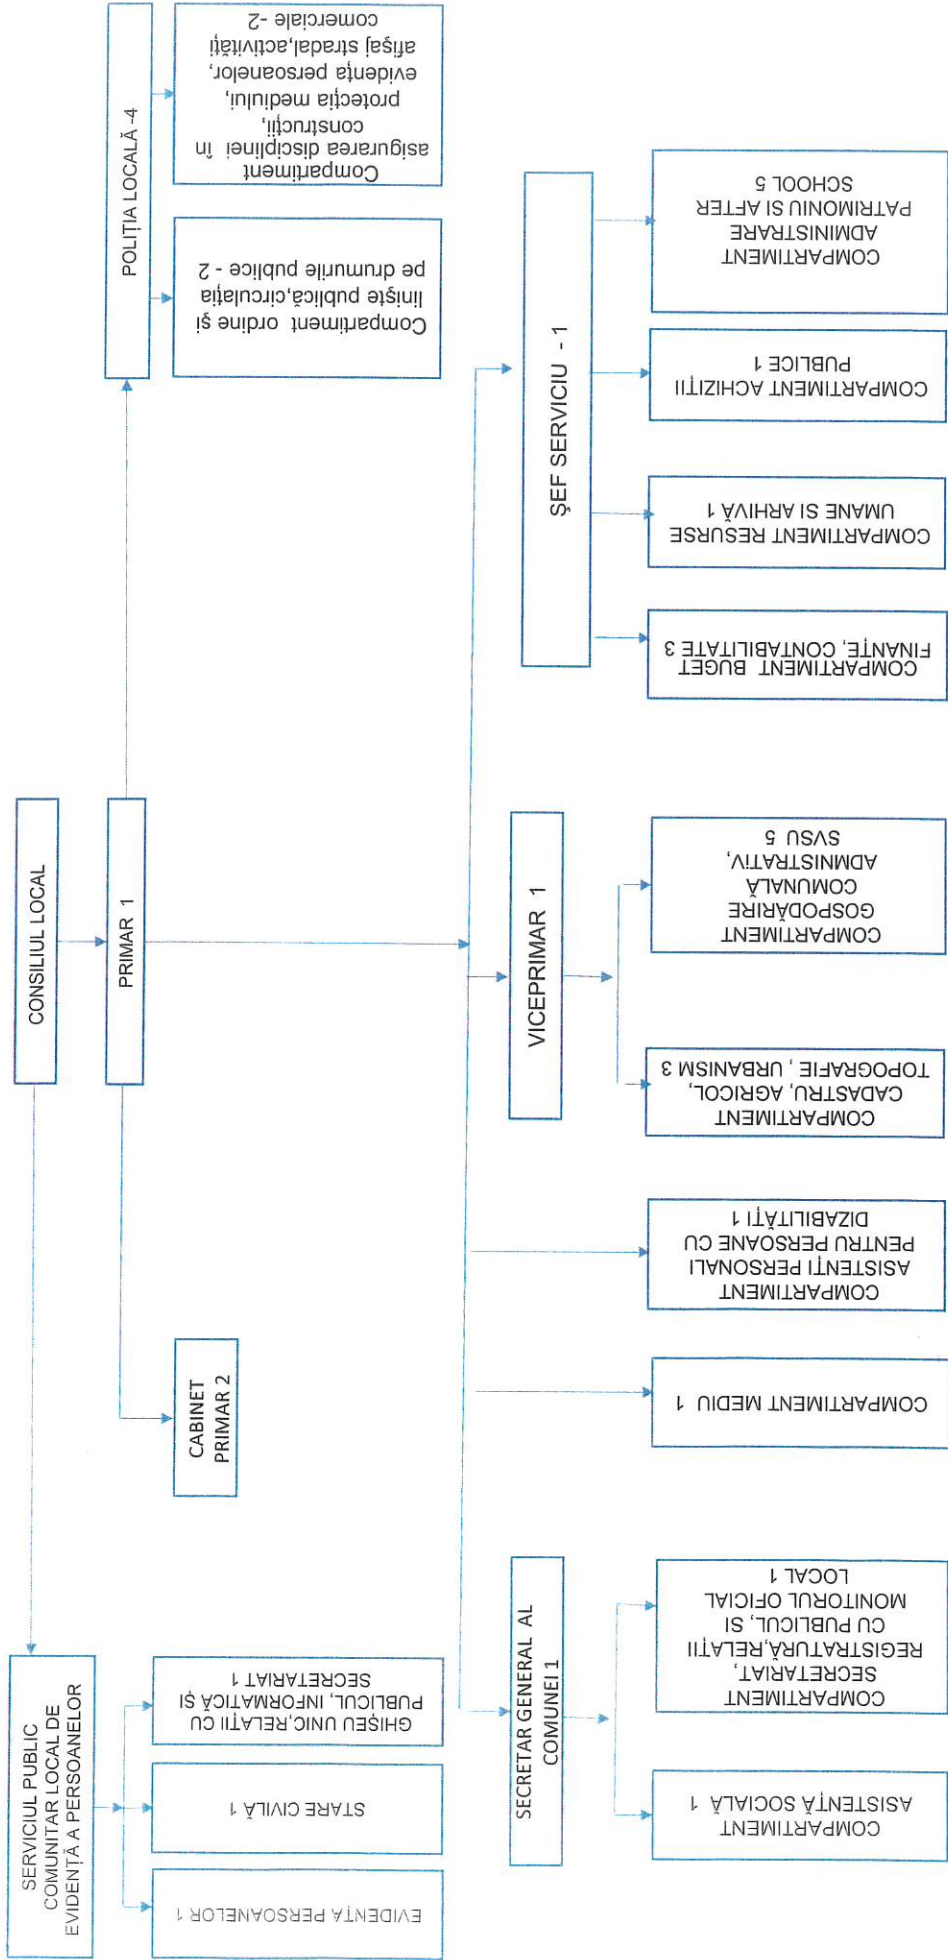 CONSILIUL LOCAL
SERVICIUL PUBLIC
COMUNITAR LOCAL DE
EVIDENȚĂ A PERSOANELOR
PRIMAR 1
POLIȚIA LOCALĂ -4
EVIDENȚA PERSOANELOR 1
STARE CIVILĂ 1
GHIȘEU UNIC,RELAȚII CU
PUBLICUL, INFORMATICĂ ȘI
SECRETARIAT 1
CABINET
PRIMAR 2
Compartiment ordine și
liniște publică,circulația
pe drumurile publice - 2
Compartiment
asigurarea disciplinei în
construcții,
protecția mediului,
evidența persoanelor,
afișaj stradal,activități
comerciale -2
SECRETAR GENERAL AL
COMUNEI 1
VICEPRIMAR 1
ȘEF SERVICIU - 1
COMPARTIMENT
ASISTENȚĂ SOCIALĂ 1
COMPARTIMENT
SECRETARIAT,
REGISTRATURĂ,RELAȚII
CU PUBLICUL, SI
MONITORUL OFICIAL
LOCAL 1
COMPARTIMENT MEDIU 1
COMPARTIMENT
ASISTENȚI PERSONALI
PENTRU PERSOANE CU
DIZABILITĂȚI 1
COMPARTIMENT
CADASTRU, AGRICOL,
TOPOGRAFIE , URBANISM 3
COMPARTIMENT
GOSPODĂRIRE
COMUNALĂ
ADMNISTRATiV,
SVSU 5
COMPARTIMENT BUGET
FINANȚE, CONTABILITATE 3
COMPARTIMENT RESURSE
UMANE SI ARHIVĂ 1
COMPARTIMENT ACHIZIȚII
PUBLICE 1
COMPARTIMENT
ADMINISTRARE
PATRIMONIU SI AFTER
SCHOOL 5